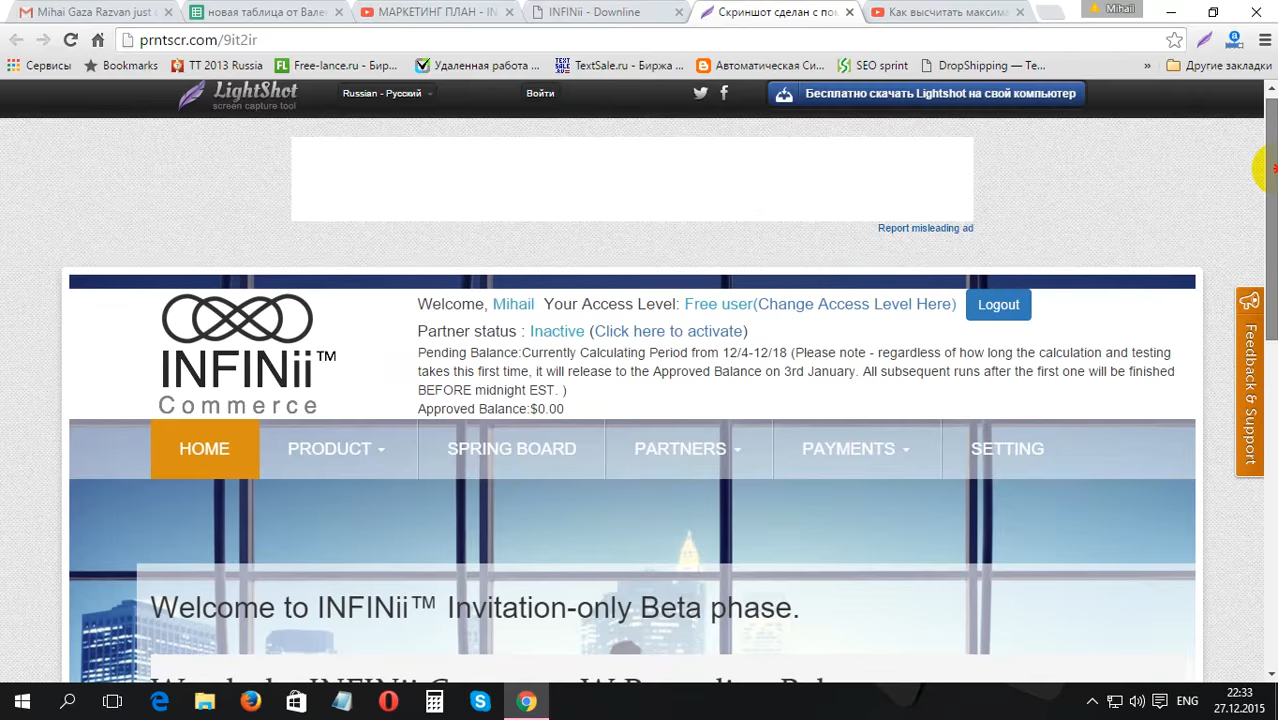 Mihai Gaza Razvan just
новая таблица от Вале
МАРКЕТИНГ ПЛАН - IN
INFINii - Downline
Скриншот сделан с по
Как высчитать максима
Mihail
prntscr.com/9it2ir
Сервисы
Bookmarks
TT 2013 Russia
Free-lance.ru - Бир...
Удаленная работа ...
TextSale.ru - Биржа ...
Автоматическая Си...
SEO sprint
DropShipping — Te...
»
Другие закладки
LightShot
screen capture tool
Russian - Русский
Войти
Бесплатно скачать Lightshot на свой компьютер
Report misleading ad
Welcome, Mihail Your Access Level: Free user(Change Access Level Here) Logout
Partner status : Inactive (Click here to activate)
Pending Balance:Currently Calculating Period from 12/4-12/18 (Please note - regardless of how long the calculation and testing
takes this first time, it will release to the Approved Balance on 3rd January. All subsequent runs after the first one will be finished
BEFORE midnight EST. )
Approved Balance:$0.00
INFINii™
Commerce
HOME PRODUCT SPRING BOARD PARTNERS PAYMENTS SETTING
Feedback & Support
Welcome to INFINii™ Invitation-only Beta phase.
ENG
22:33
27.12.2015